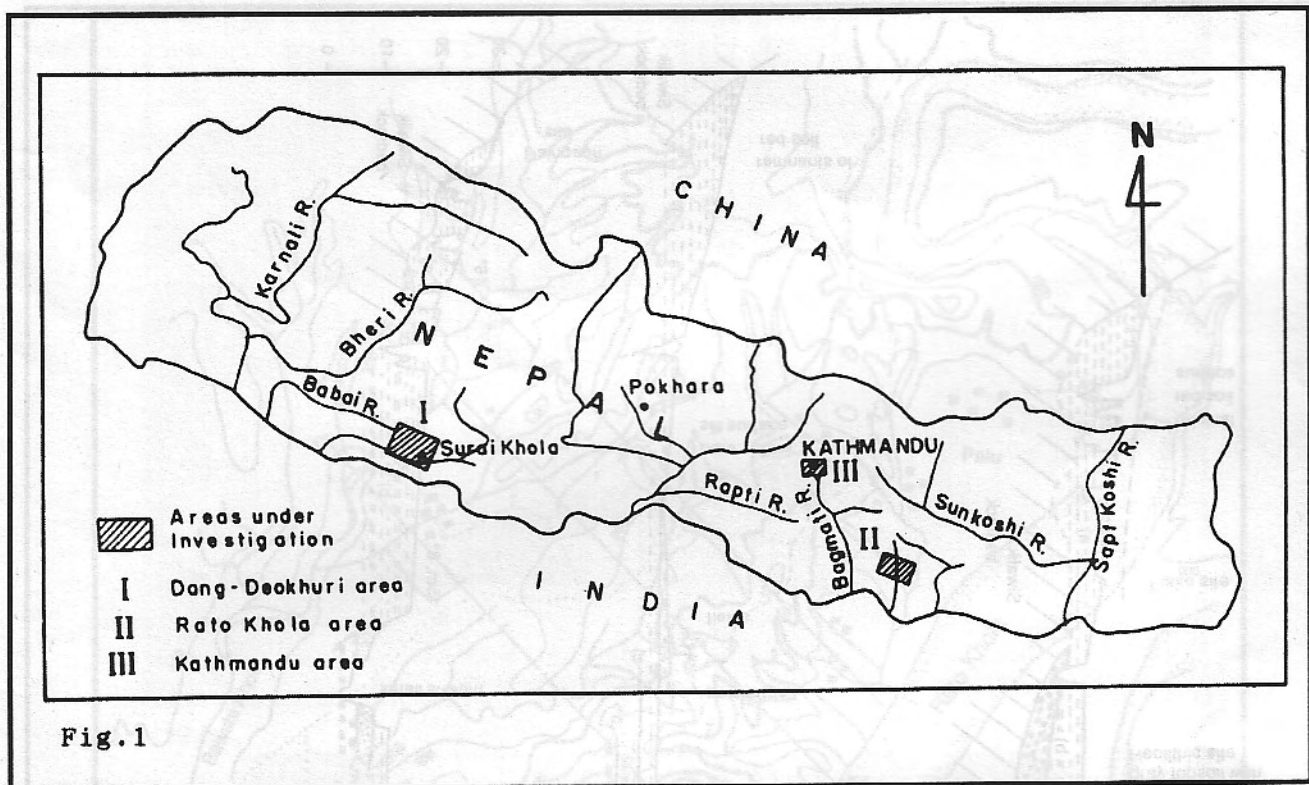 N
CHINA
Karnali R.
Bheri R.
NEPAL
Babai R.
I
Pokhara
Surai Khola
KATHMANDU
III
Rapti R.
Bagmati R.
II
Sunkoshi R.
Sapt Koshi R.
INDIA
Areas under
Investigation
I Dang-Deokhuri area
II Rato Khola area
III Kathmandu area
Fig.1